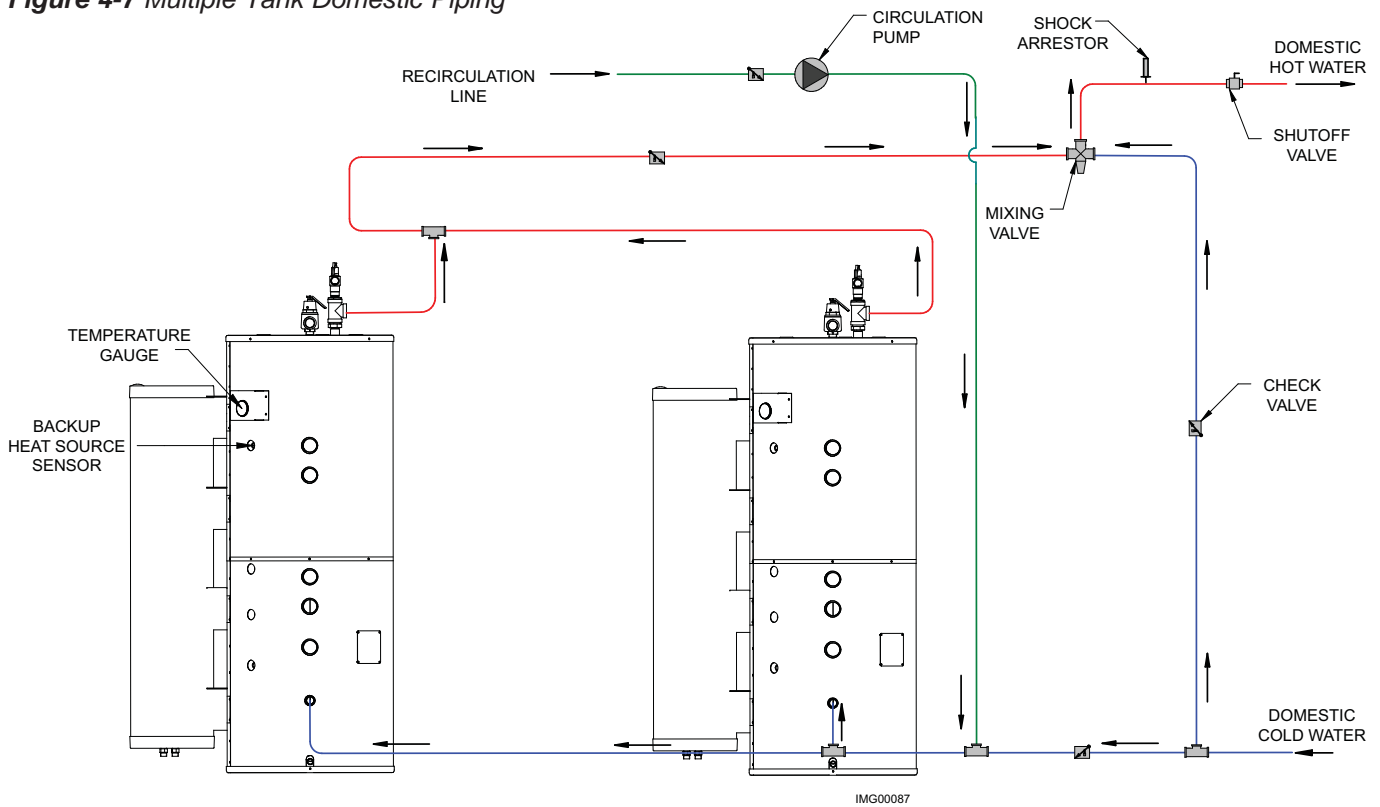 Figure 4-7 Multiple Tank Domestic Piping
CIRCULATION
PUMP
SHOCK
ARRESTOR
DOMESTIC
HOT WATER
RECIRCULATION
LINE
SHUTOFF
VALVE
MIXING
VALVE
TEMPERATURE
GAUGE
CHECK
VALVE
BACKUP
HEAT SOURCE
SENSOR
DOMESTIC
COLD WATER
IMG00087